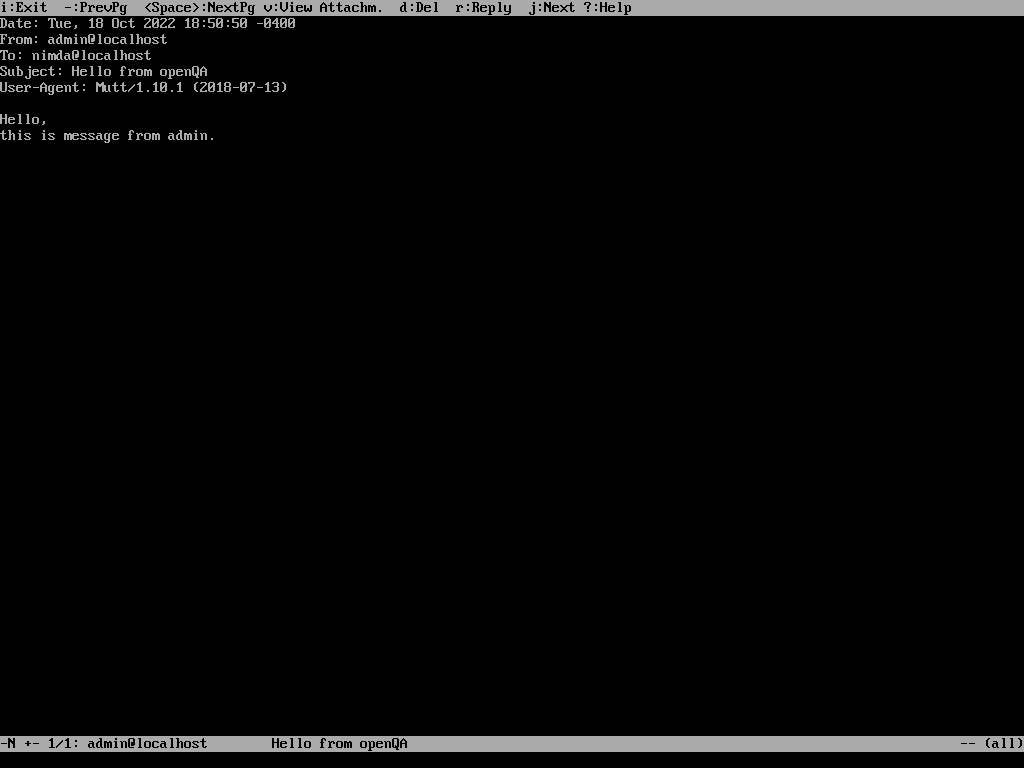 i:Exit  -:PrevPg  <Space>:NextPg v:View Attachm.  d:Del  r:Reply  j:Next ?:Help
Date: Tue, 18 Oct 2022 18:50:50 -0400
From: admin@localhost
To: nimda@localhost
Subject: Hello from openQA
User-Agent: Mutt/1.10.1 (2018-07-13)

Hello,
this is message from admin.
-N +- 1/1: admin@localhost        Hello from openQA        -- (all)